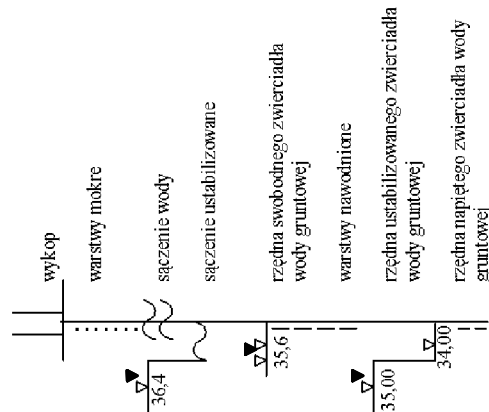 wykop
warstwy mokre
sączenie wody
sączenie ustabilizowane
rzędna swobodnego zwierciadła
wody gruntowej
warstwy nawodnione
rzędna ustabilizowanego zwierciadła
wody gruntowej
rzędna napiętego zwierciadła wody
gruntowej
36,4
35,6
35,00
34,00